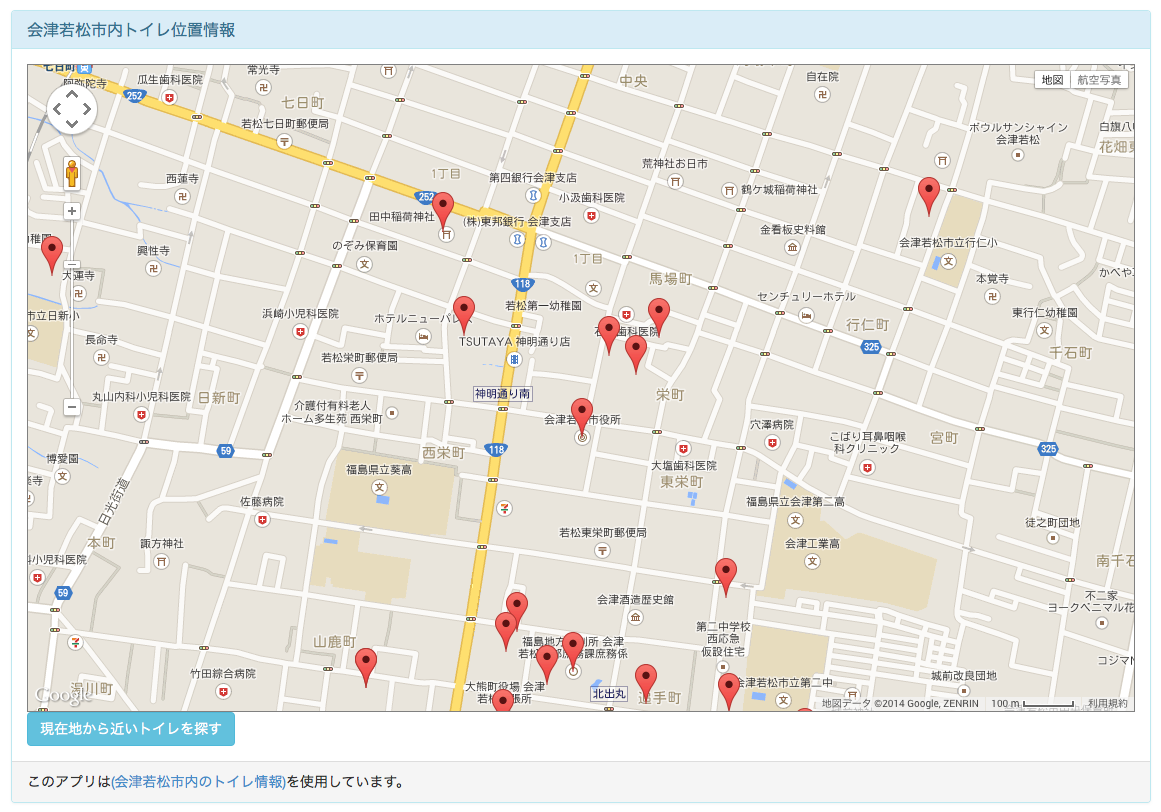 会津若松市内トイレ位置情報
七日町
常光寺
阿弥陀寺
瓜生歯科医院
中央
自在院
地図
航空写真
252
七日町
若松七日町郵便局
ボウルサンシャイン
会津若松
白旗八
花畑東
1丁目
荒神社お日市
西蓮寺
第四銀行会津支店
鶴ケ城稲荷神社
252
小汲歯科医院
田中稲荷神社
(株)東邦銀行 会津支店
金看板史料館
のぞみ保育園
会津若松市立行仁小
稚園
興性寺
1丁目
大運寺
馬場町
本覚寺
かべや
118
センチュリーホテル
若松第一幼稚園
市立日新小
浜崎小児科医院
ホテルニューパレ
東行仁幼稚園
行仁町
歯科医院
長命寺
TSUTAYA 神明通り店
325
千石町
若松栄町郵便局
神明通り南
栄町
丸山内科小児科医院
日新町
介護付有料老人
ホーム多生苑 西栄町
会津若
市役所
穴澤病院
こばり耳鼻咽喉
科クリニック
宮町
59
118
西栄町
325
博愛園
大塩歯科医院
福島県立葵高
東栄町
日光街道
佐藤病院
福島県立会津第二高
徒之町団地
若松東栄町郵便局
本町
諏方神社
会津工業高
小児科医院
南千石
59
会津酒造歴史館
不二家
ヨークベニマル花
第二中学校
西応急
仮設住宅
山鹿町
福島地方
所 会津
若松
部庶務課庶務係
コジマN
竹田綜合病院
城前改良団地
大熊町役場 会津
会津若松市立第二中
湯川町
Google
北出丸
追手町
地図データ ©2014 Google, ZENRIN
100 m
利用規約
現在地から近いトイレを探す
このアプリは(会津若松市内のトイレ情報)を使用しています。